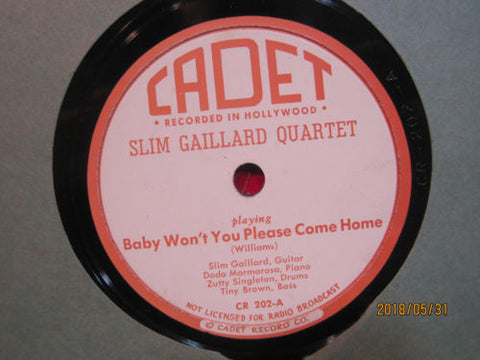 CADET
• RECORDED IN HOLLYWOOD •
SLIM GAILLARD QUARTET
playing
Baby Won't You Please Come Home
(Williams)
Slim Gaillard, Guitar
Dodo Marmarosa, Piano
Zutty Singleton, Drums
Tiny Brown, Bass
CR 202-A
NOT LICENSED FOR RADIO BROADCAST
© CADET RECORD CO.
CR-202-A
2018/05/31